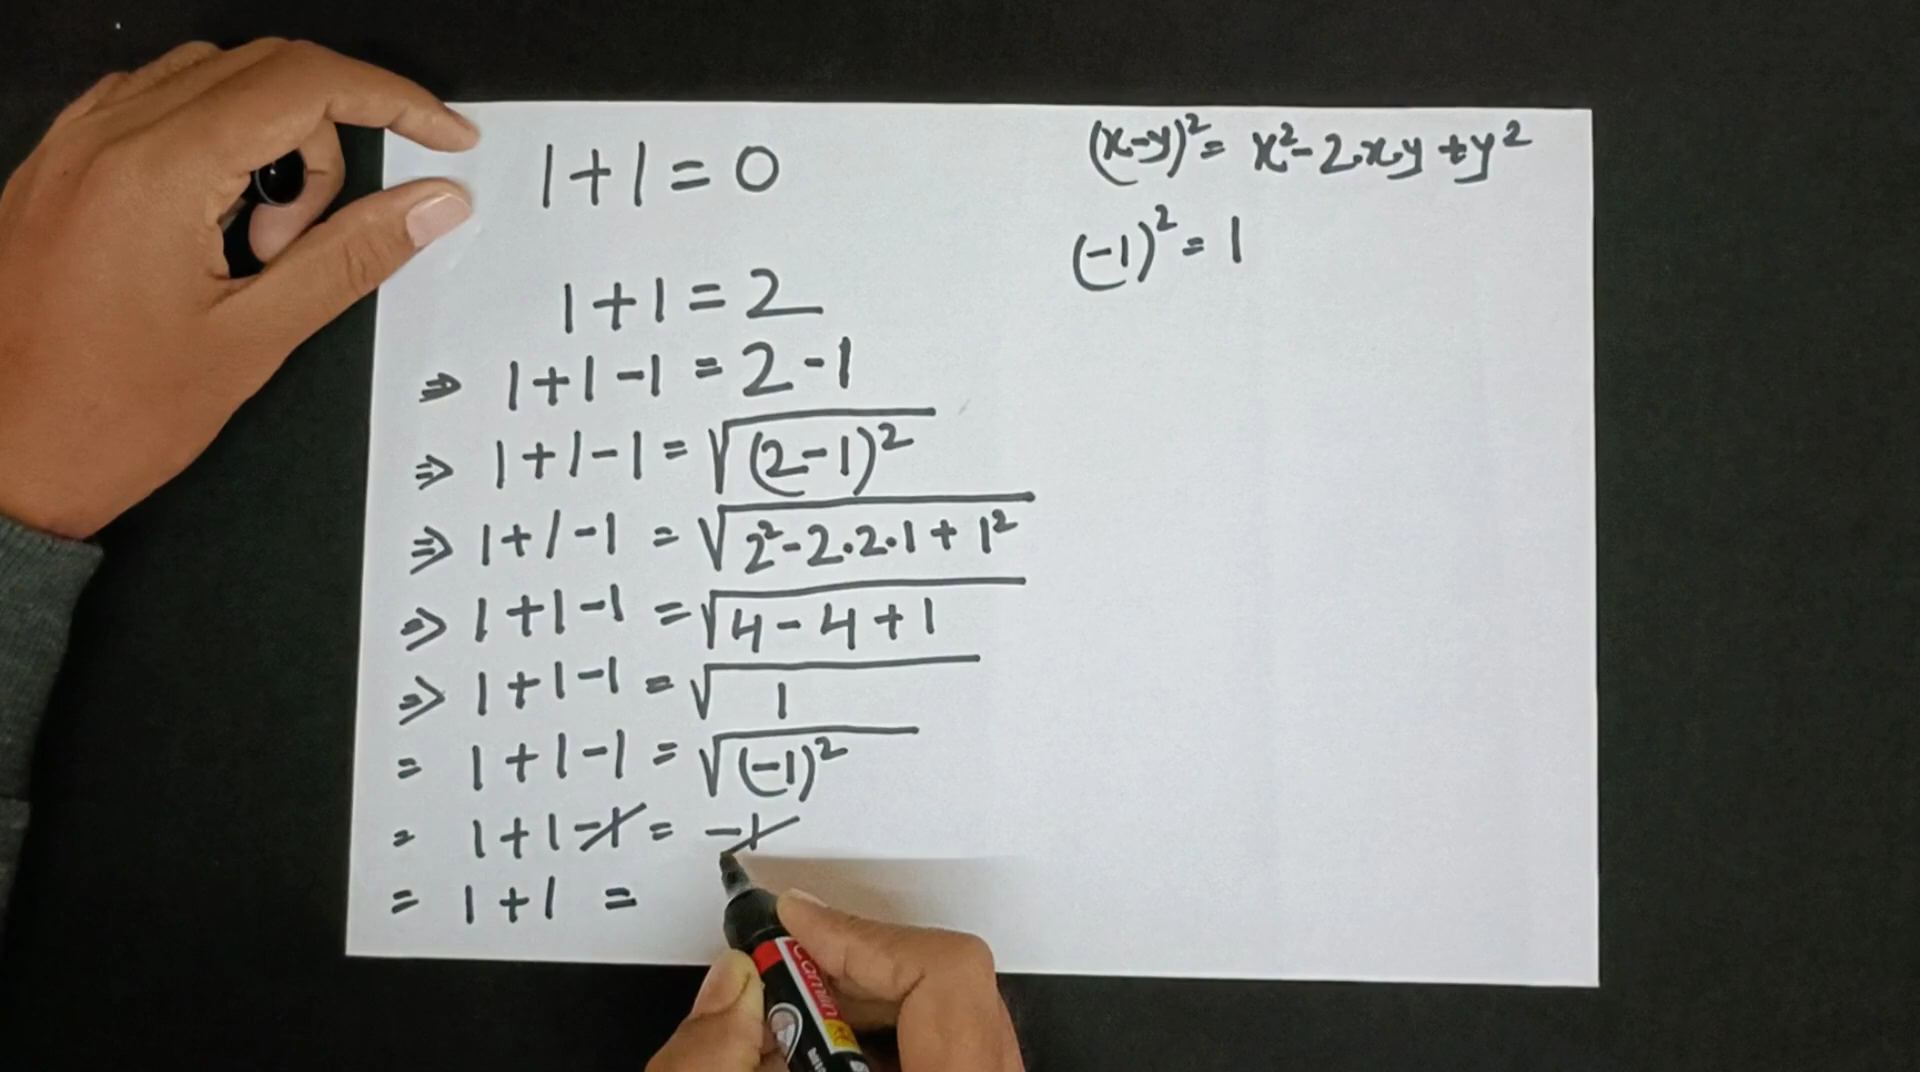 1+1=0
(x-y)²= x²-2.xy+y²
(-1)²= 1
1+1=2
⇒ 1+1-1 = 2-1
⇒ 1+1-1 = √(2-1)²
⇒ 1+1-1 = √2²-2.2.1+1²
⇒ 1+1-1 = √4-4+1
⇒ 1+1-1 = √1
= 1+1-1 = √(-1)²
= 1+1-1 = -1
= 1+1 =
Camlin